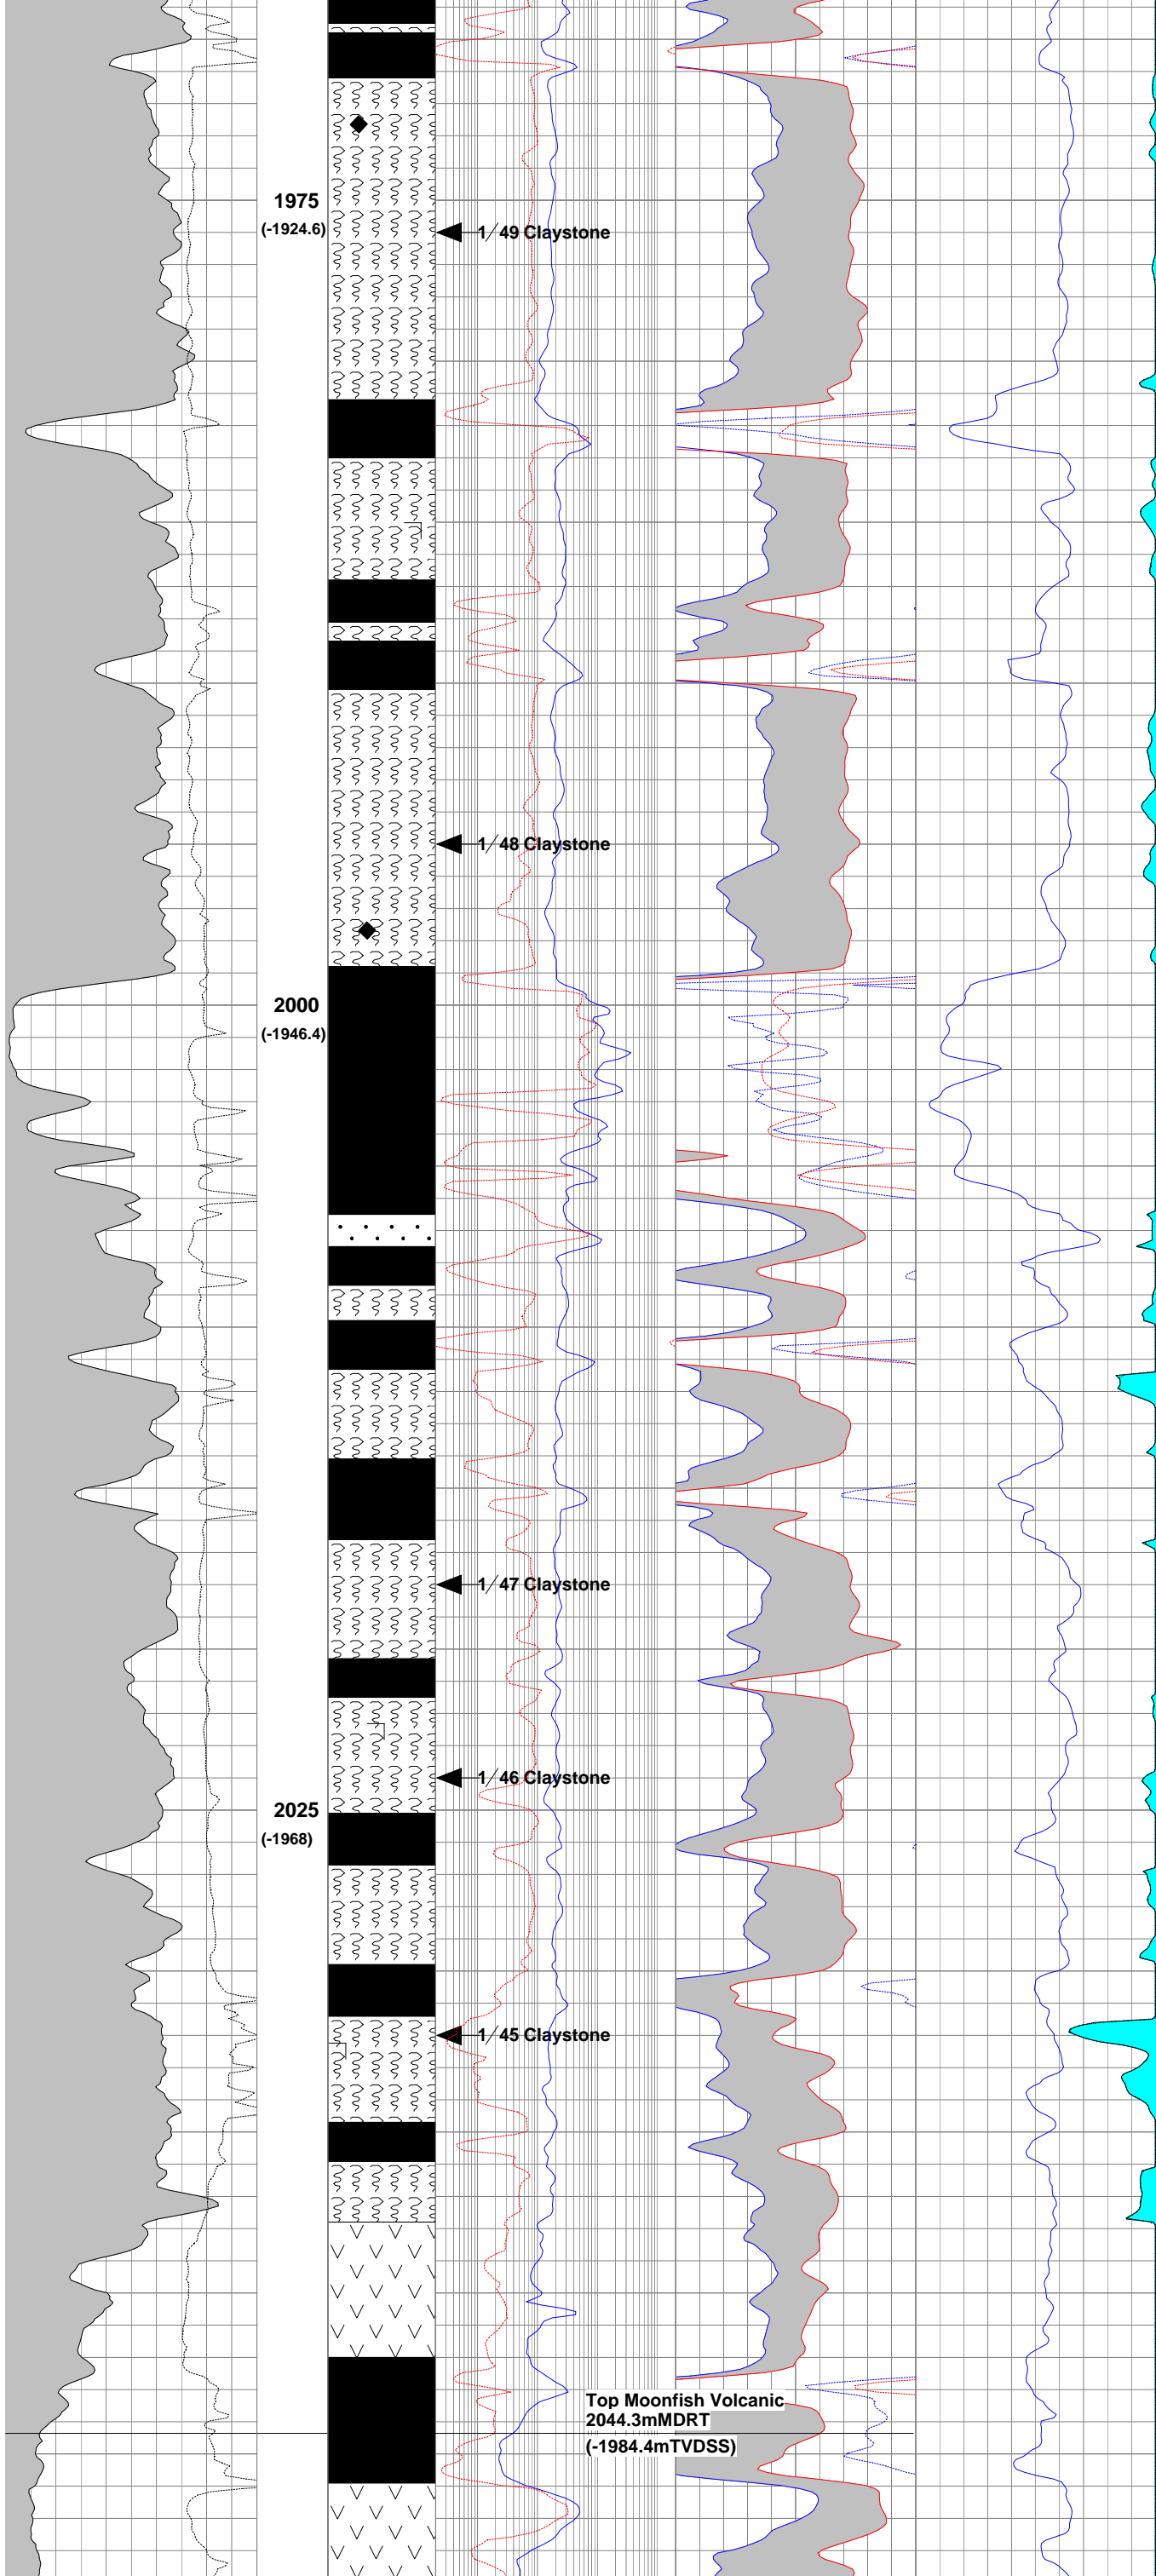 1975
(-1924.6)
1/49 Claystone
1/48 Claystone
2000
(-1946.4)
1/47 Claystone
1/46 Claystone
2025
(-1968)
1/45 Claystone
Top Moonfish Volcanic
2044.3mMDRT
(-1984.4mTVDSS)